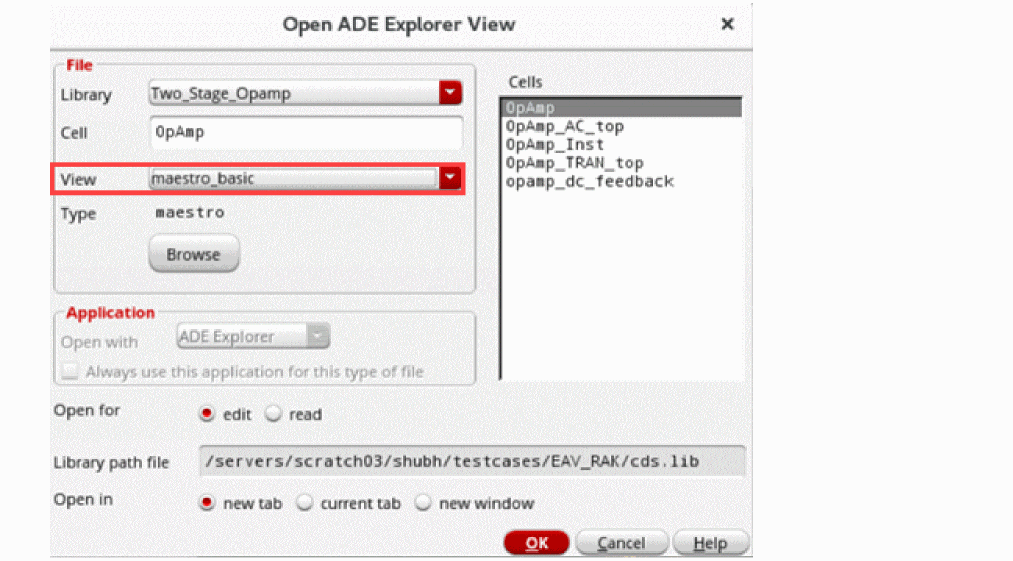 Open ADE Explorer View
File
Library Two_Stage_Opamp
Cell OpAmp
View maestro_basic
Type maestro
Browse
Cells
OpAmp
OpAmp_AC_top
OpAmp_Inst
OpAmp_TRAN_top
opamp_dc_feedback
Application
Open with ADE Explorer
Always use this application for this type of file
Open for edit read
Library path file /servers/scratch03/shubh/testcases/EAV_RAK/cds.lib
Open in new tab current tab new window
OK Cancel Help